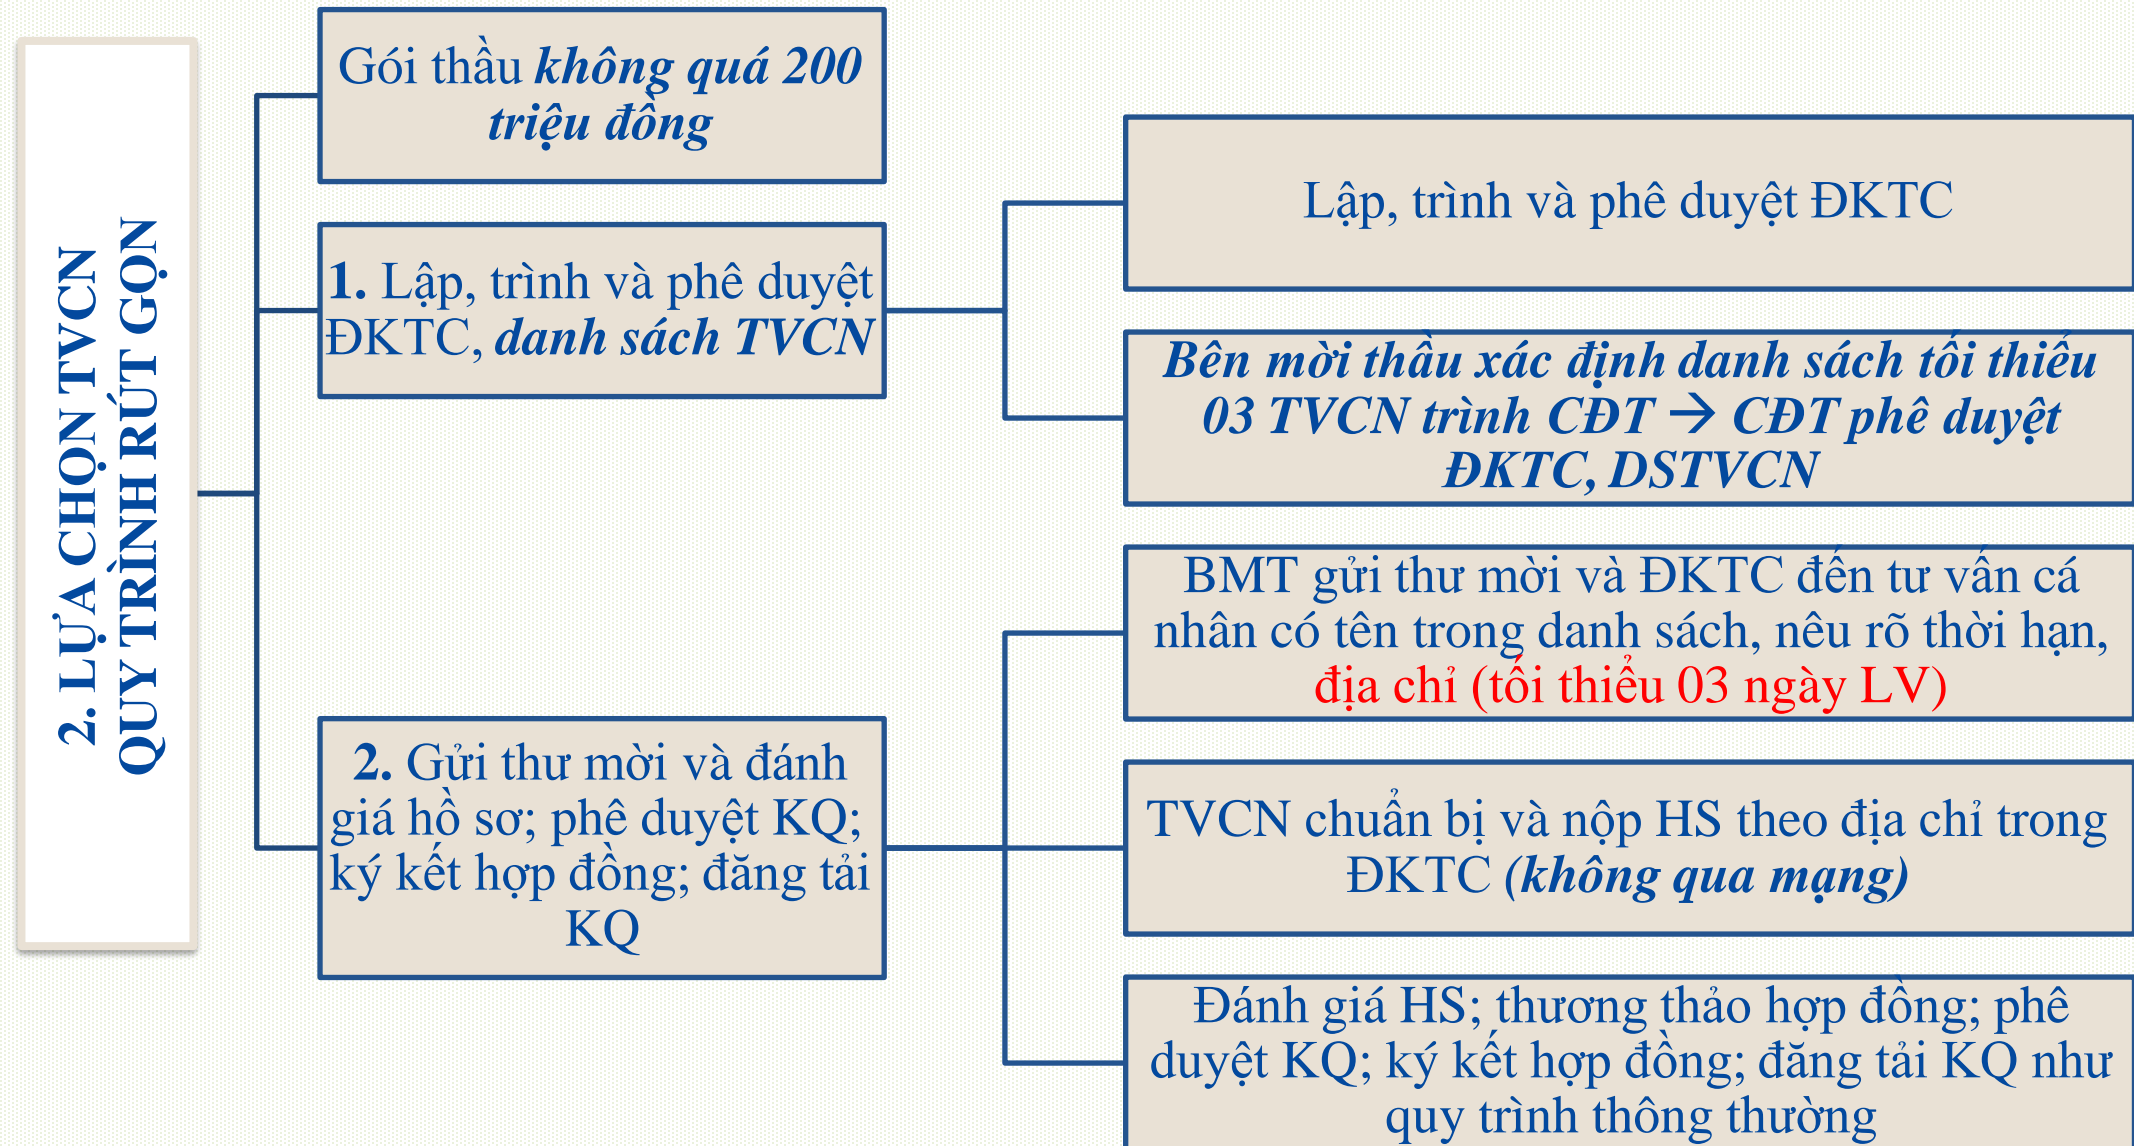 2. LỰA CHỌN TVCN
QUY TRÌNH RÚT GỌN
Gói thầu không quá 200
triệu đồng
1. Lập, trình và phê duyệt
ĐKTC, danh sách TVCN
Lập, trình và phê duyệt ĐKTC
Bên mời thầu xác định danh sách tối thiểu
03 TVCN trình CĐT → CĐT phê duyệt
ĐKTC, DSTVCN
2. Gửi thư mời và đánh
giá hồ sơ; phê duyệt KQ;
ký kết hợp đồng; đăng tải
KQ
BMT gửi thư mời và ĐKTC đến tư vấn cá
nhân có tên trong danh sách, nêu rõ thời hạn,
địa chỉ (tối thiểu 03 ngày LV)
TVCN chuẩn bị và nộp HS theo địa chỉ trong
ĐKTC (không qua mạng)
Đánh giá HS; thương thảo hợp đồng; phê
duyệt KQ; ký kết hợp đồng; đăng tải KQ như
quy trình thông thường